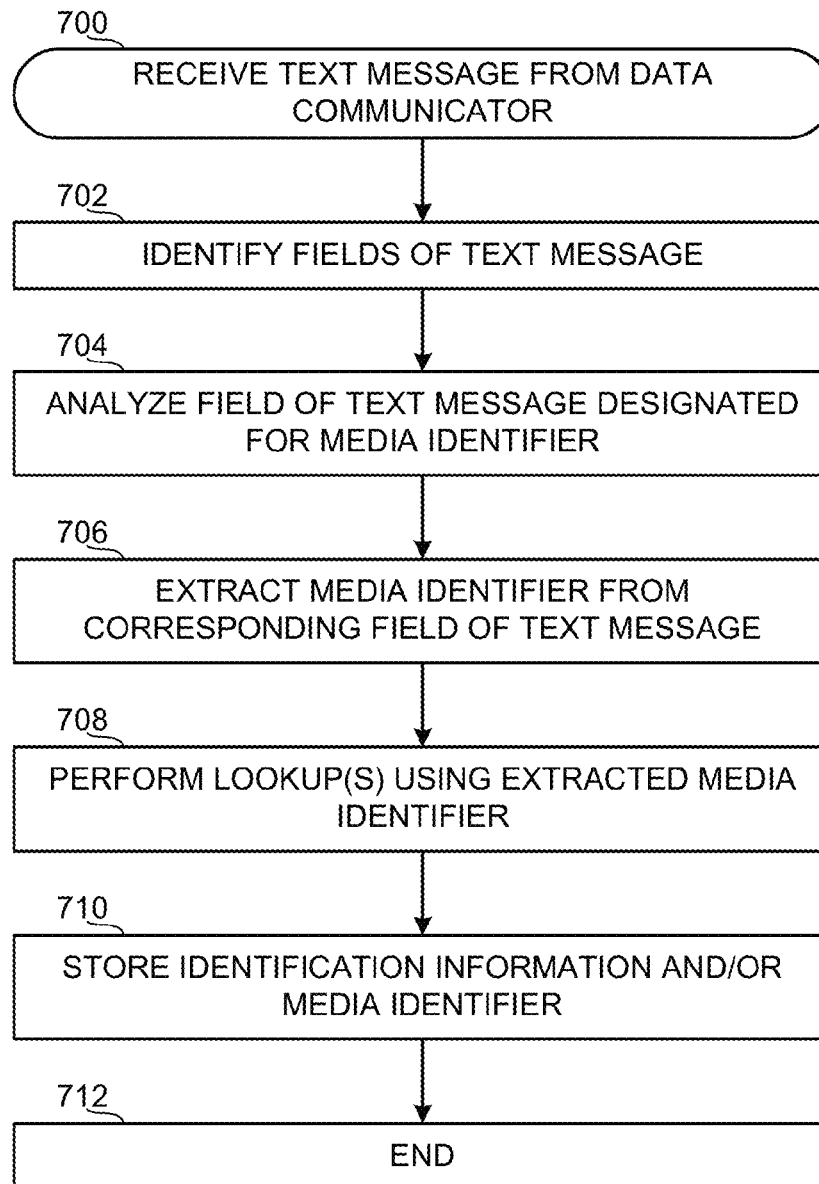 700
RECEIVE TEXT MESSAGE FROM DATA
COMMUNICATOR
702
IDENTIFY FIELDS OF TEXT MESSAGE
704
ANALYZE FIELD OF TEXT MESSAGE DESIGNATED
FOR MEDIA IDENTIFIER
706
EXTRACT MEDIA IDENTIFIER FROM
CORRESPONDING FIELD OF TEXT MESSAGE
708
PERFORM LOOKUP(S) USING EXTRACTED MEDIA
IDENTIFIER
710
STORE IDENTIFICATION INFORMATION AND/OR
MEDIA IDENTIFIER
712
END